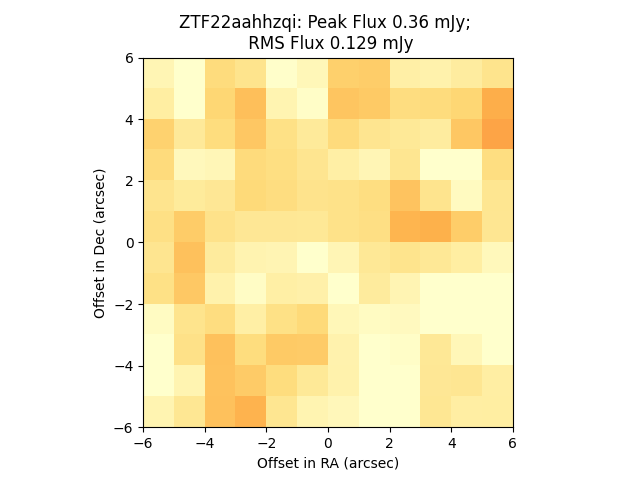 ZTF22aahhzqi: Peak Flux 0.36 mJy;
RMS Flux 0.129 mJy
6
4
2
0
−2
−4
−6
Offset in Dec (arcsec)
−6 −4 −2 0 2 4 6
Offset in RA (arcsec)